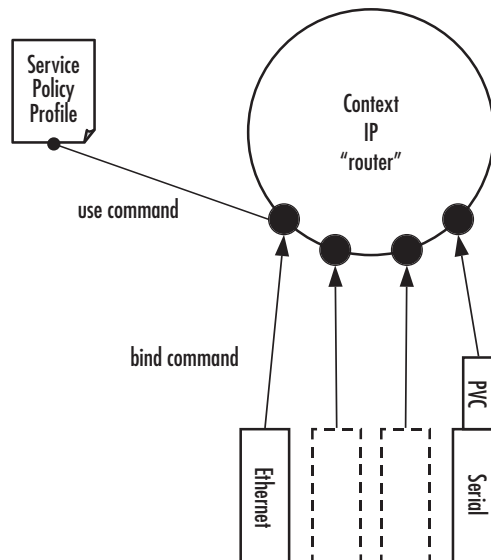 Service
Policy
Profile
Context
IP
“router”
use command
bind command
PVC
Ethernet
Serial